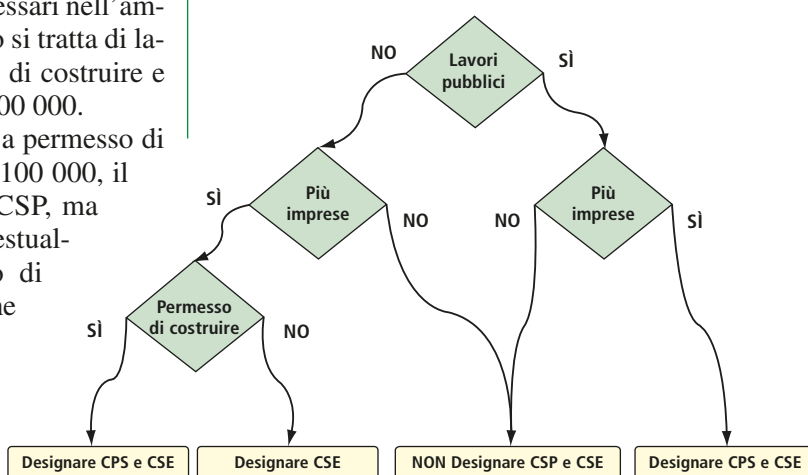 essari nell'am-
o si tratta di la-
di costruire e
00 000.
a permesso di
100 000, il
CSP, ma
estual-
o di
ne
Lavori
pubblici
NO
SÌ
Più
imprese
SÌ
NO
Più
imprese
NO
SÌ
Permesso
di costruire
SÌ
NO
Designare CPS e CSE
Designare CSE
NON Designare CSP e CSE
Designare CPS e CSE